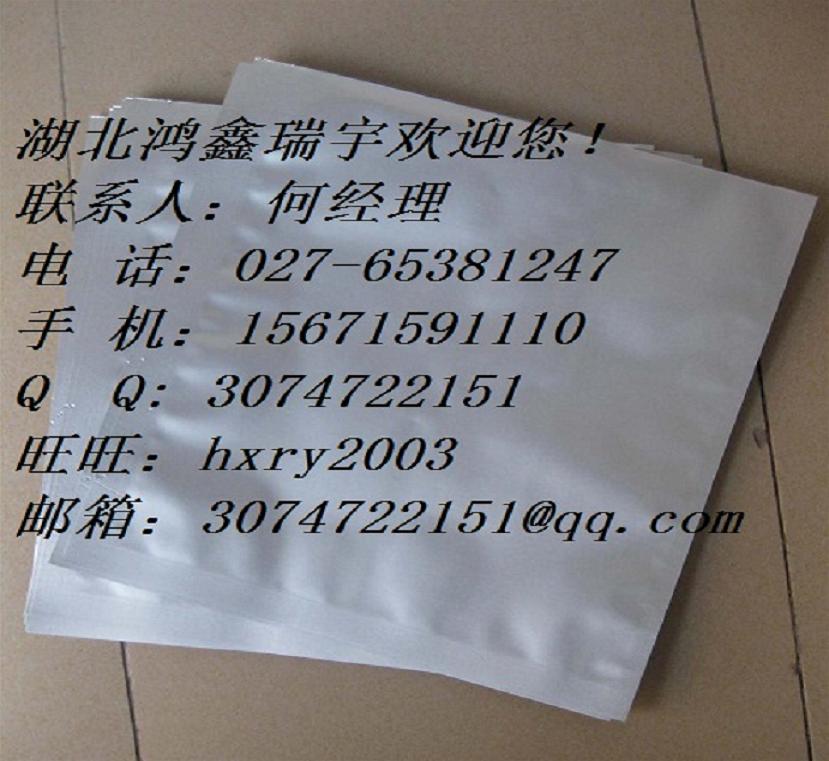 湖北鸿鑫瑞宇欢迎您！
联系人：何经理
电 话：027-65381247
手 机：15671591110
Q Q：3074722151
旺旺：hxry2003
邮箱：3074722151@qq.com